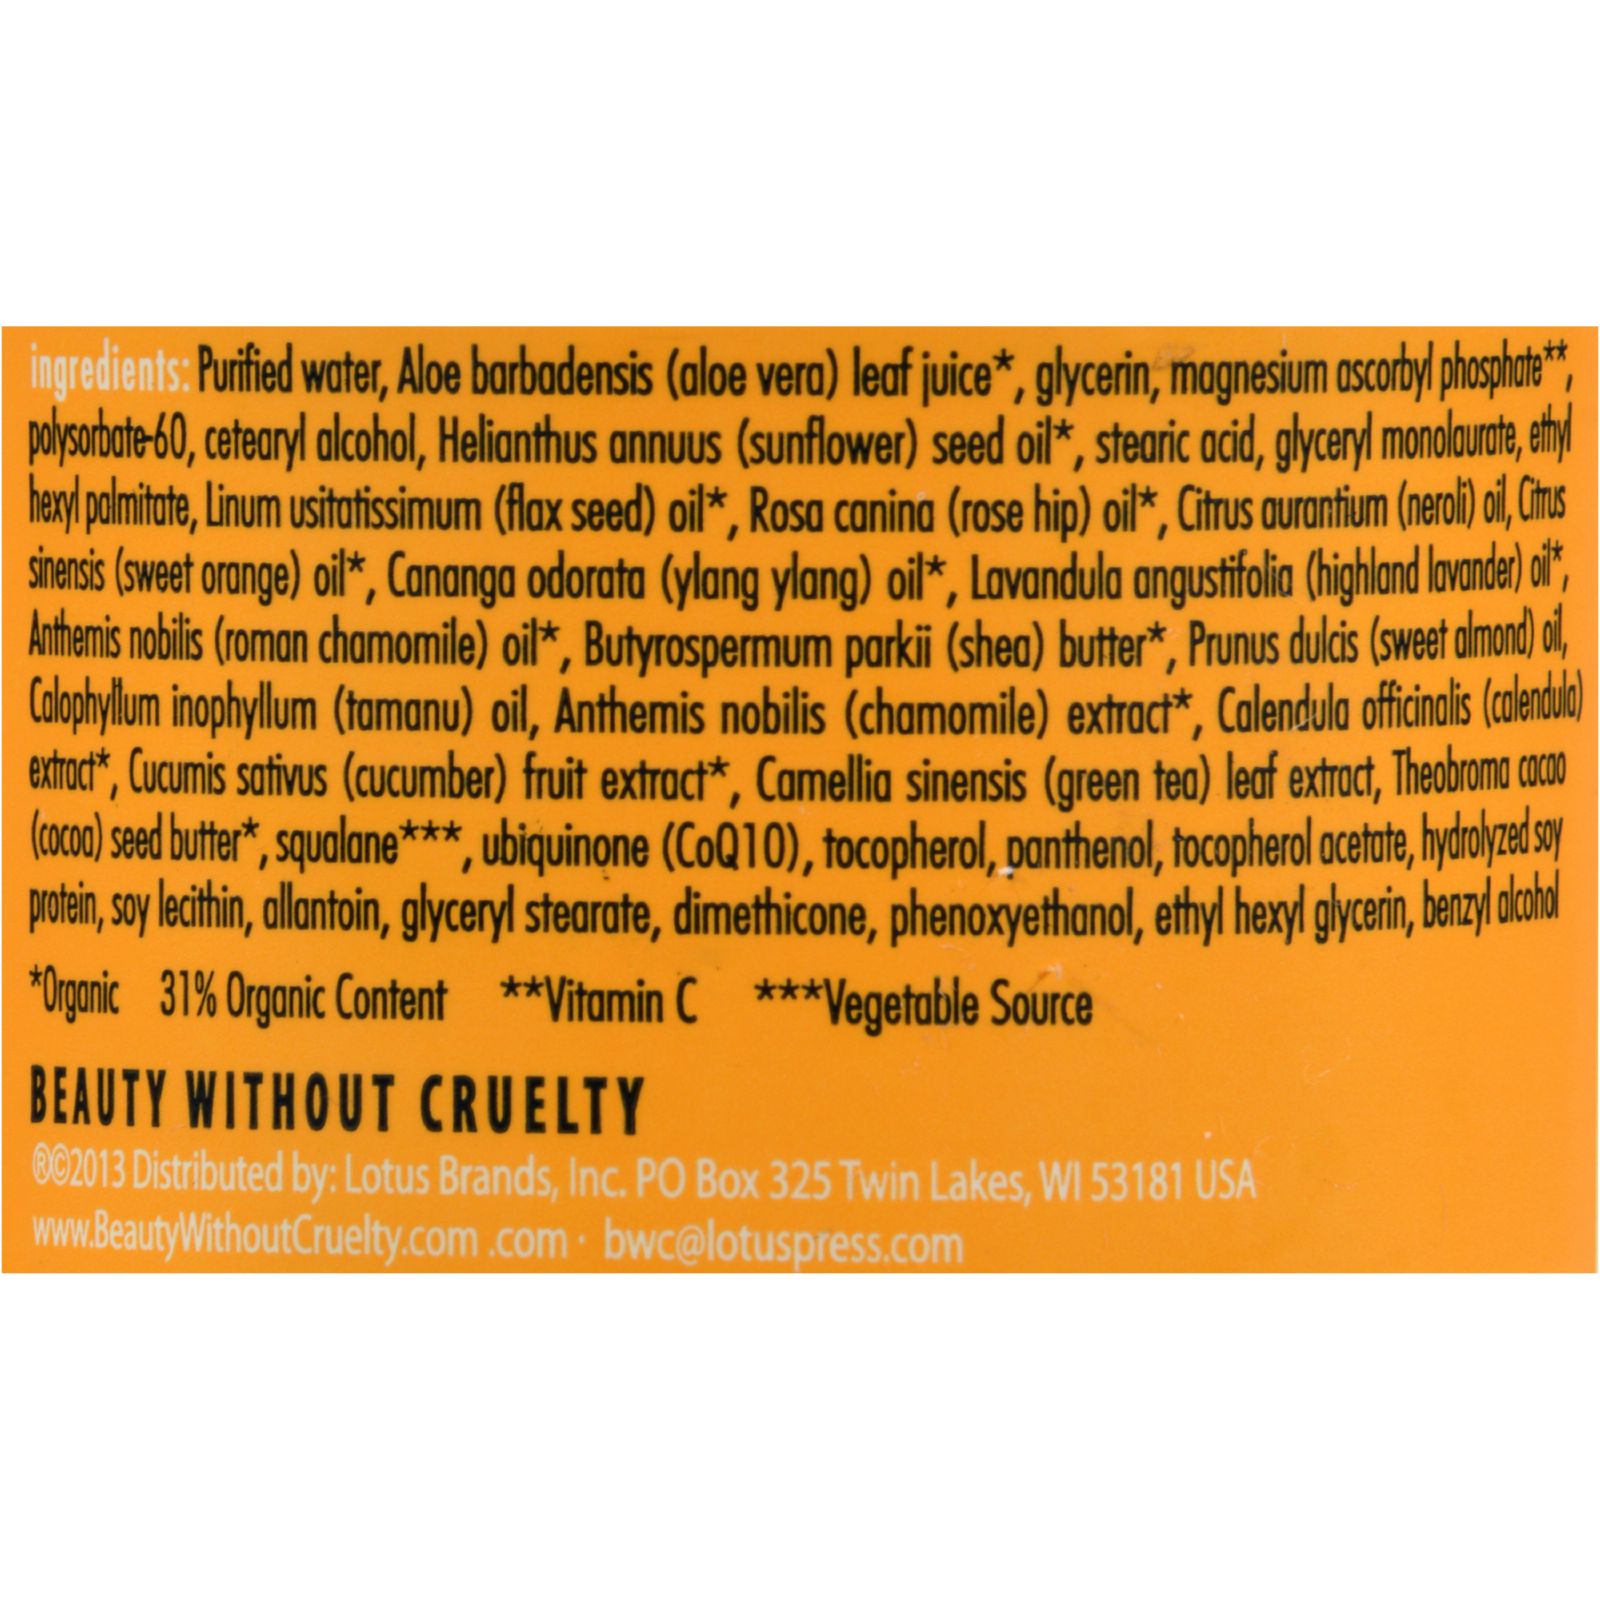 ingredients: Purified water, Aloe barbadensis (aloe vera) leaf juice*, glycerin, magnesium ascorbyl phosphate**,
polysorbate-60, cetearyl alcohol, Helianthus annuus (sunflower) seed oil*, stearic acid, glyceryl monolaurate, ethyl
hexyl palmitate, Linum usitatissimum (flax seed) oil*, Rosa canina (rose hip) oil*, Citrus aurantium (neroli) oil, Citrus
sinensis (sweet orange) oil*, Cananga odorata (ylang ylang) oil*, Lavandula angustifolia (highland lavander) oil*,
Anthemis nobilis (roman chamomile) oil*, Butyrospermum parkii (shea) butter*, Prunus dulcis (sweet almond) oil,
Calophyllum inophyllum (tamanu) oil, Anthemis nobilis (chamomile) extract*, Calendula officinalis (calendula)
extract*, Cucumis sativus (cucumber) fruit extract*, Camellia sinensis (green tea) leaf extract, Theobroma cacao
(cocoa) seed butter*, squalane***, ubiquinone (CoQ10), tocopherol, panthenol, tocopherol acetate, hydrolyzed soy
protein, soy lecithin, allantoin, glyceryl stearate, dimethicone, phenoxyethanol, ethyl hexyl glycerin, benzyl alcohol
*Organic 31% Organic Content **Vitamin C ***Vegetable Source
BEAUTY WITHOUT CRUELTY
®©2013 Distributed by: Lotus Brands, Inc. PO Box 325 Twin Lakes, WI 53181 USA
www.BeautyWithoutCruelty.com .com · bwc@lotuspress.com